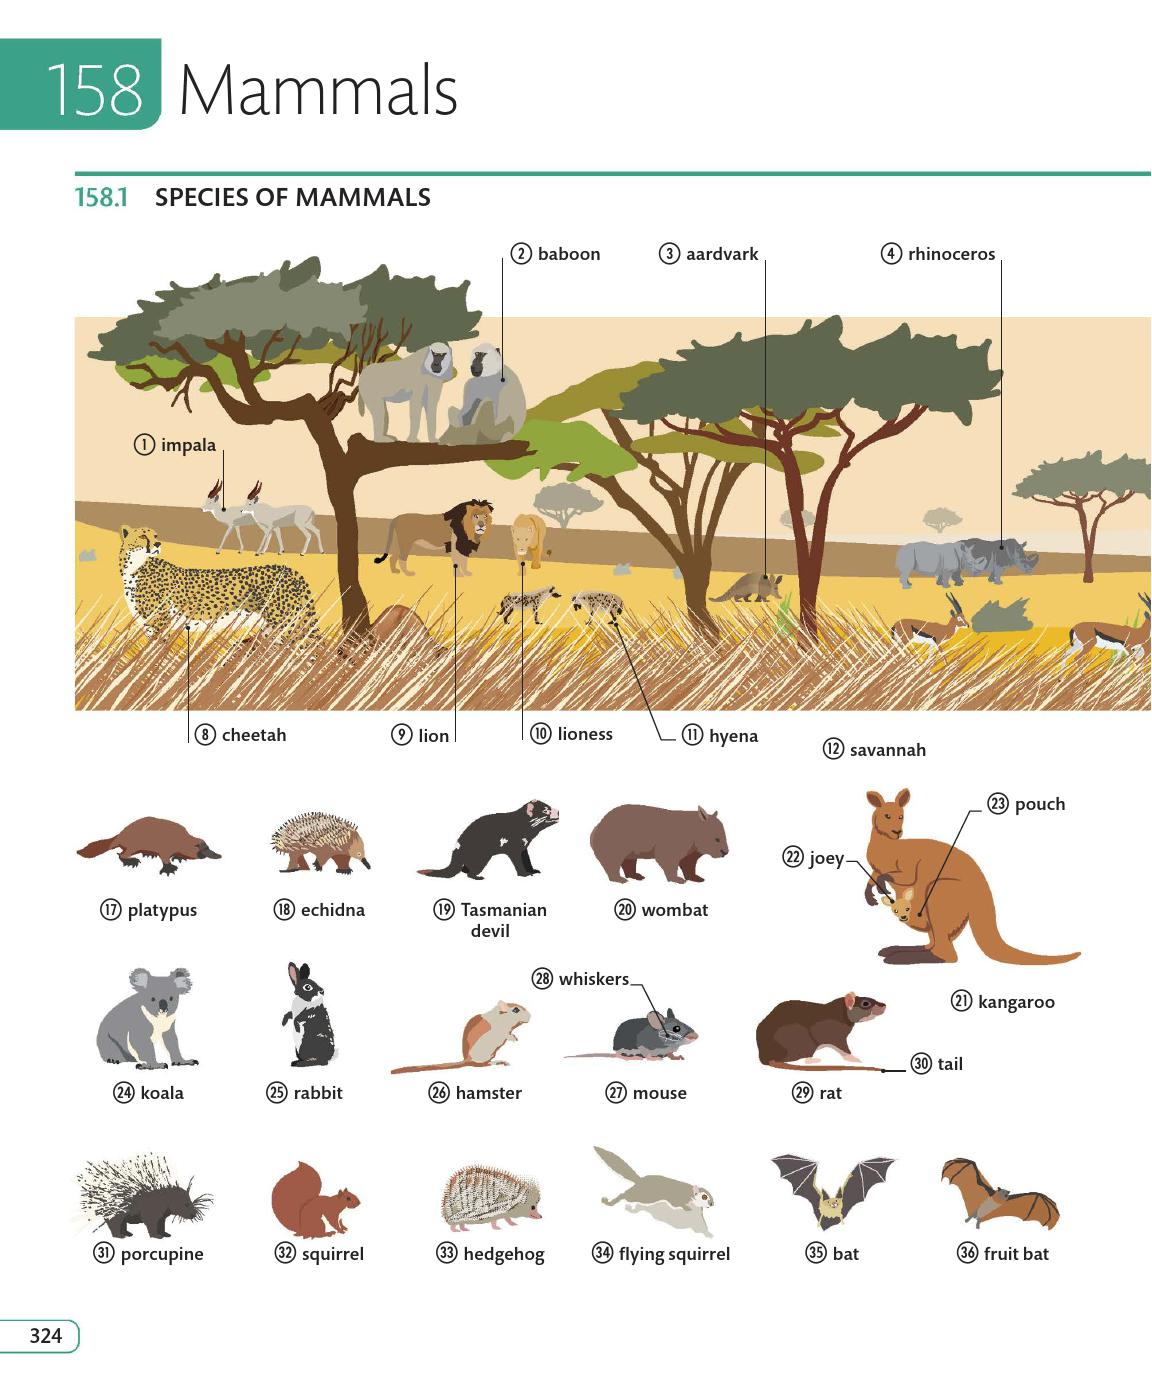 158 Mammals
158.1 SPECIES OF MAMMALS
② baboon
③ aardvark
④ rhinoceros
① impala
⑧ cheetah
⑨ lion
⑩ lioness
⑪ hyena
⑫ savannah
㉓ pouch
㉒ joey
⑰ platypus
⑱ echidna
⑲ Tasmanian
devil
⑳ wombat
㉘ whiskers
㉑ kangaroo
㉚ tail
㉔ koala
㉕ rabbit
㉖ hamster
㉗ mouse
㉙ rat
㉛ porcupine
㉜ squirrel
㉝ hedgehog
㉞ flying squirrel
㉟ bat
㊱ fruit bat
324